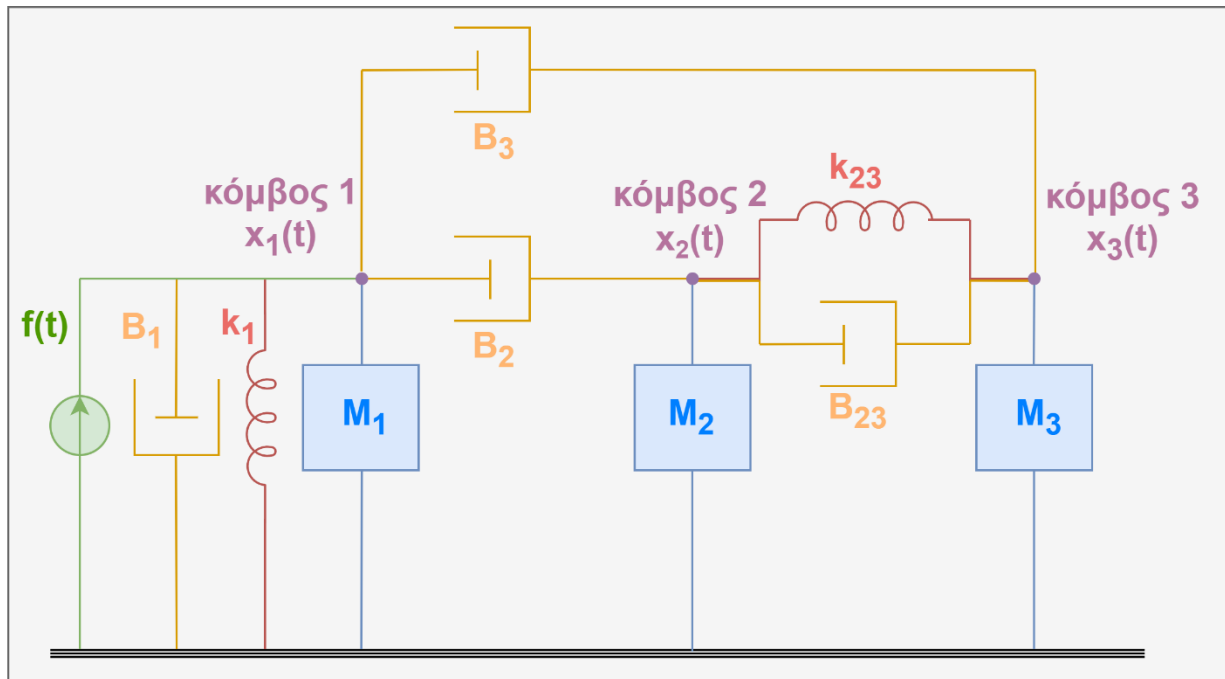 B₃
κόμβος 1
x₁(t)
κόμβος 2
x₂(t)
k₂₃
κόμβος 3
x₃(t)
f(t)
B₁
k₁
B₂
B₂₃
M₁
M₂
M₃